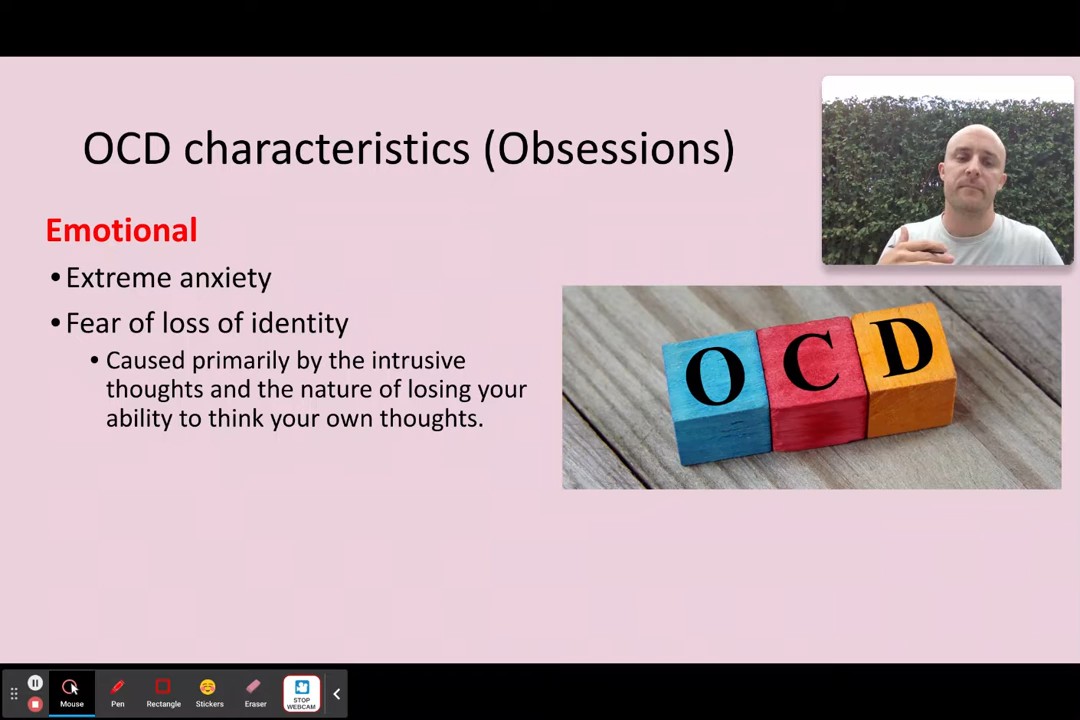 OCD characteristics (Obsessions)
Emotional
•Extreme anxiety
•Fear of loss of identity
• Caused primarily by the intrusive
thoughts and the nature of losing your
ability to think your own thoughts.
O C D
Mouse
Pen
Rectangle
Stickers
Eraser
STOP
WEBCAM